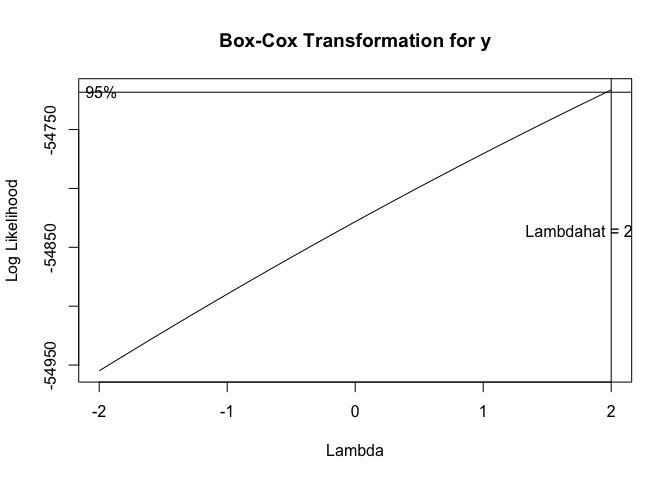 Box-Cox Transformation for y
95%
-54750
-54850
-54950
Log Likelihood
Lambdahat = 2
-2 -1 0 1 2
Lambda